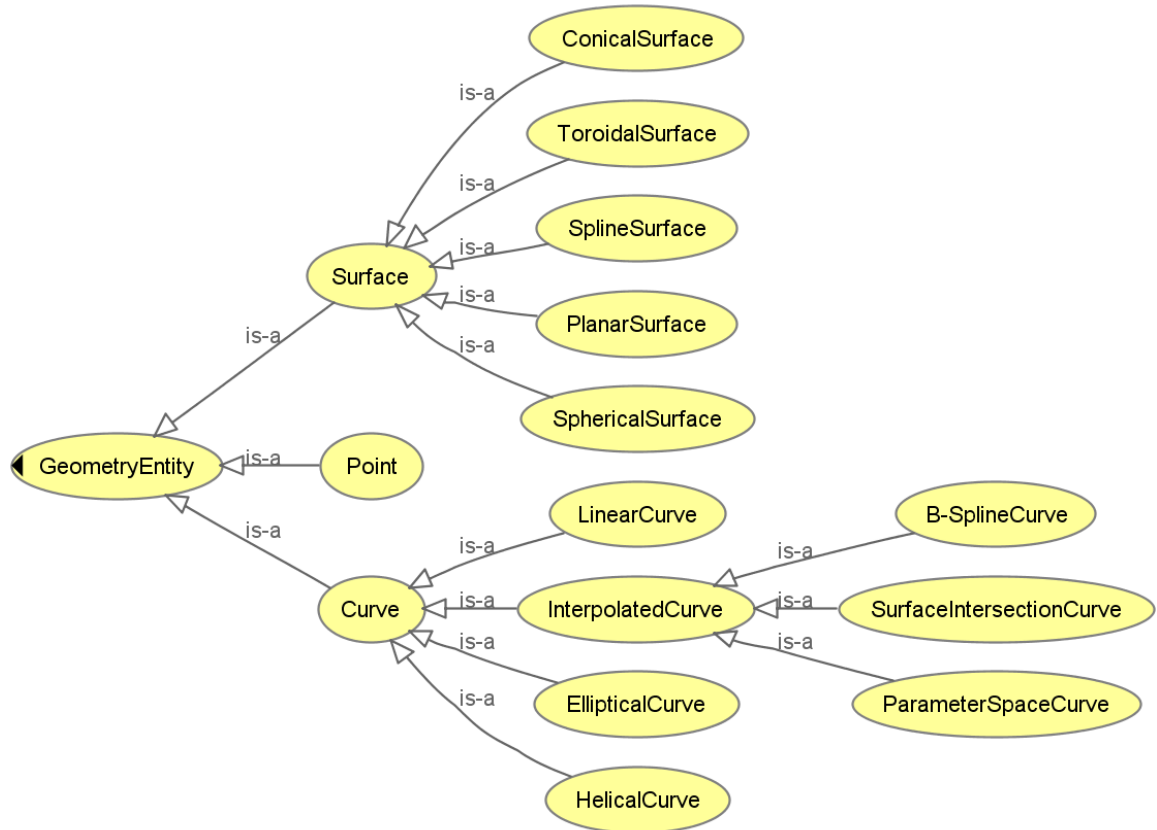 ConicalSurface
is-a
ToroidalSurface
is-a
SplineSurface
is-a
Surface
is-a
PlanarSurface
is-a
is-a
SphericalSurface
GeometryEntity
is-a
Point
LinearCurve
B-SplineCurve
is-a
is-a
is-a
Curve
is-a
InterpolatedCurve
is-a
SurfaceIntersectionCurve
is-a
is-a
EllipticalCurve
ParameterSpaceCurve
is-a
HelicalCurve